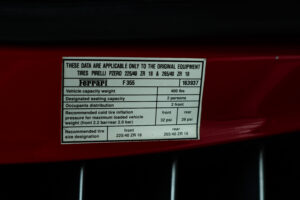 THESE DATA ARE APPLICABLE ONLY TO THE ORIGINAL EQUIPMENT
TIRES PIRELLI PZERO 225/40 ZR 18 & 265/40 ZR 18
Ferrari F 355 163937
Vehicle capacity weight 460 lbs
Designated seating capacity 2 persons
Occupants distribution 2 front
Recommended cold tire inflation front rear
pressure for maximum loaded vehicle
weight (front 2.2 bar/rear 2.6 bar) 32 psi 38 psi
Recommended tire front rear
size designation 225/40 ZR 18 265/40 ZR 18